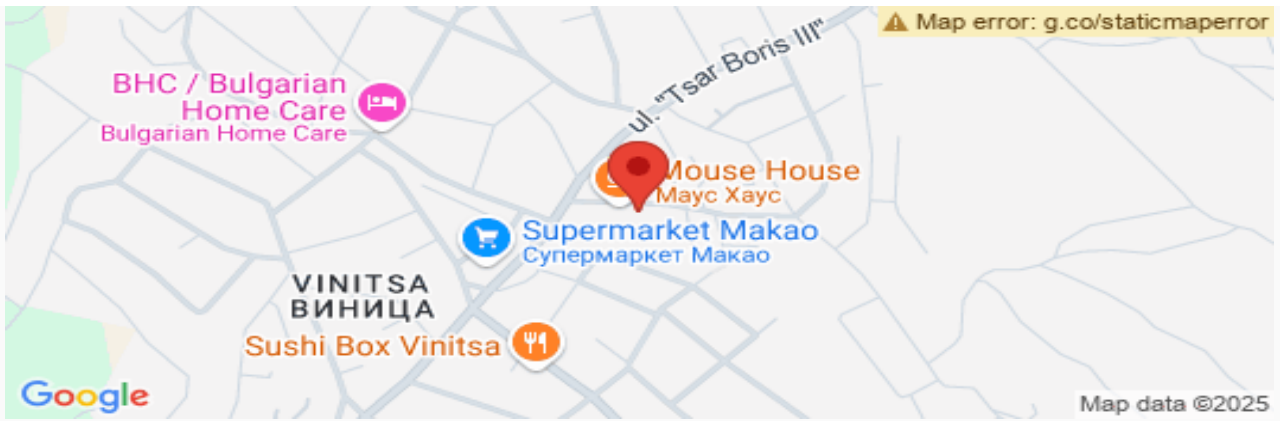 Map error: g.co/staticmaperror
ul. "Tsar Boris III"
BHC / Bulgarian
Home Care
Bulgarian Home Care
Mouse House
Маус Хаус
Supermarket Makao
Супермаркет Макао
VINITSA
ВИНИЦА
Sushi Box Vinitsa
Google
Map data ©2025